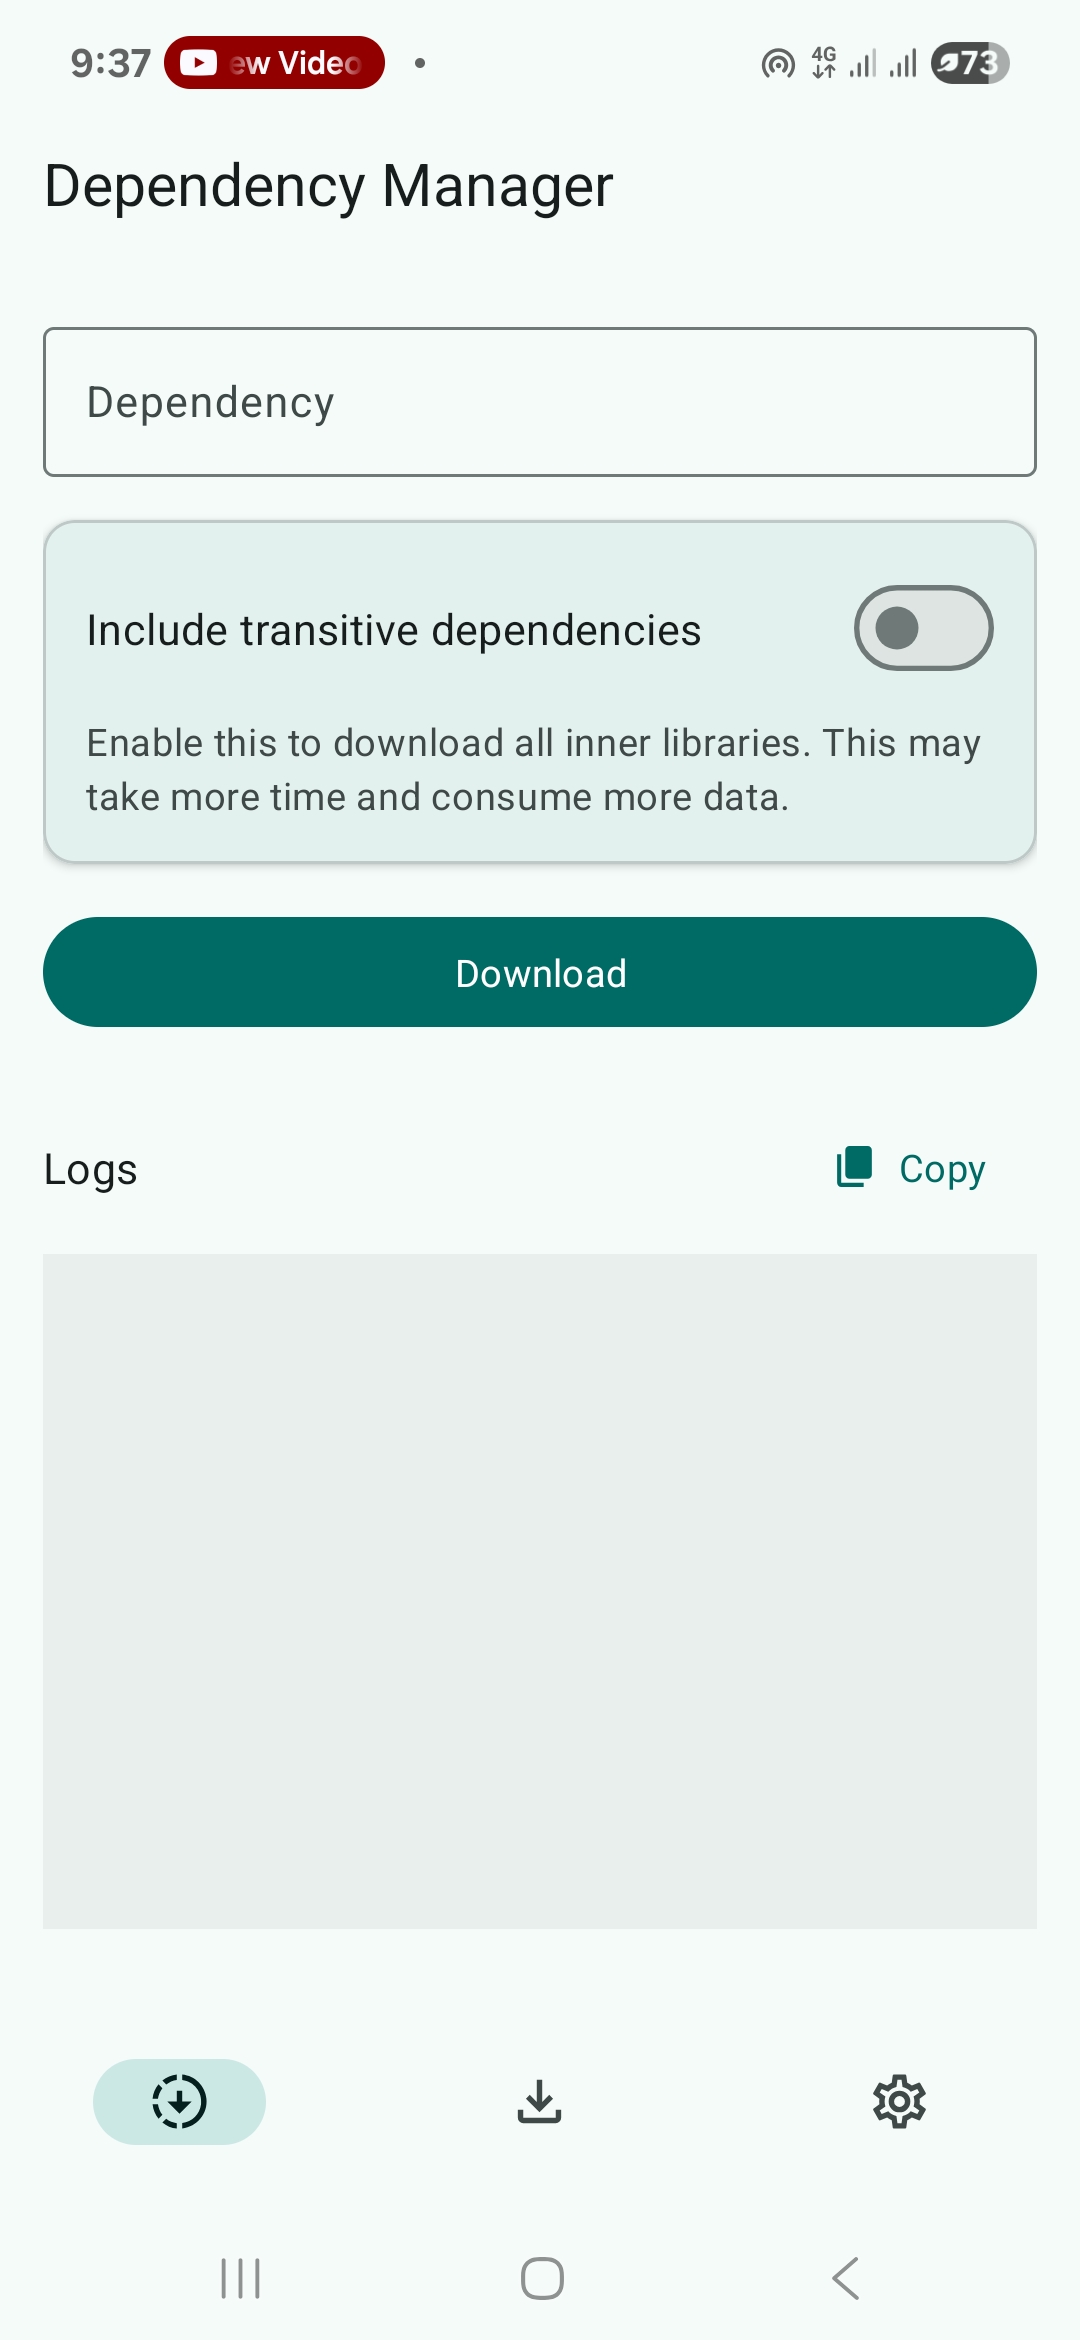 9:37
ew Video
4G
73
Dependency Manager
Dependency
Include transitive dependencies
Enable this to download all inner libraries. This may
take more time and consume more data.
Download
Logs
Copy